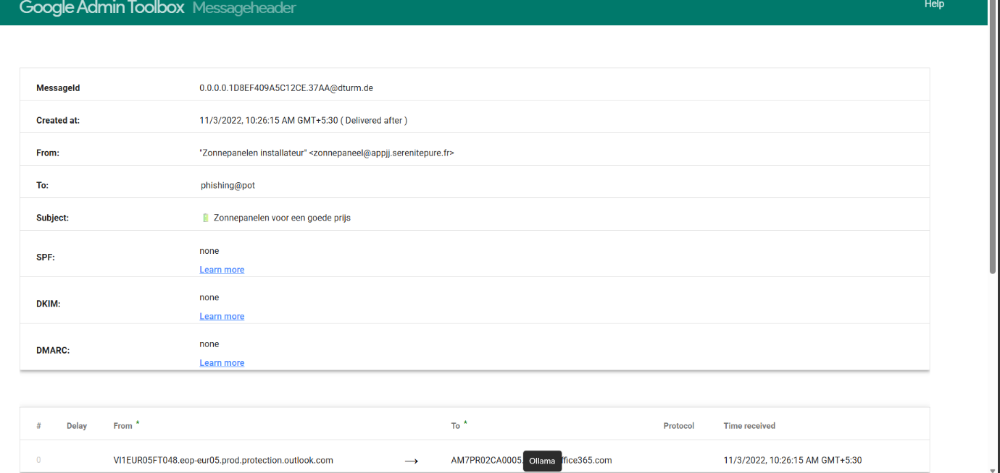 Google Admin Toolbox Messageheader Help
MessageId 0.0.0.0.1D8EF409A5C12CE.37AA@dturm.de
Created at: 11/3/2022, 10:26:15 AM GMT+5:30 ( Delivered after )
From: "Zonnepanelen installateur" <zonnepaneel@appjj.serenitepure.fr>
To: phishing@pot
Subject: 🔋 Zonnepanelen voor een goede prijs
SPF: none
Learn more
DKIM: none
Learn more
DMARC: none
Learn more
# Delay From * To * Protocol Time received
0 VI1EUR05FT048.eop-eur05.prod.protection.outlook.com → AM7PR02CA0005. Ollama ffice365.com 11/3/2022, 10:26:15 AM GMT+5:30